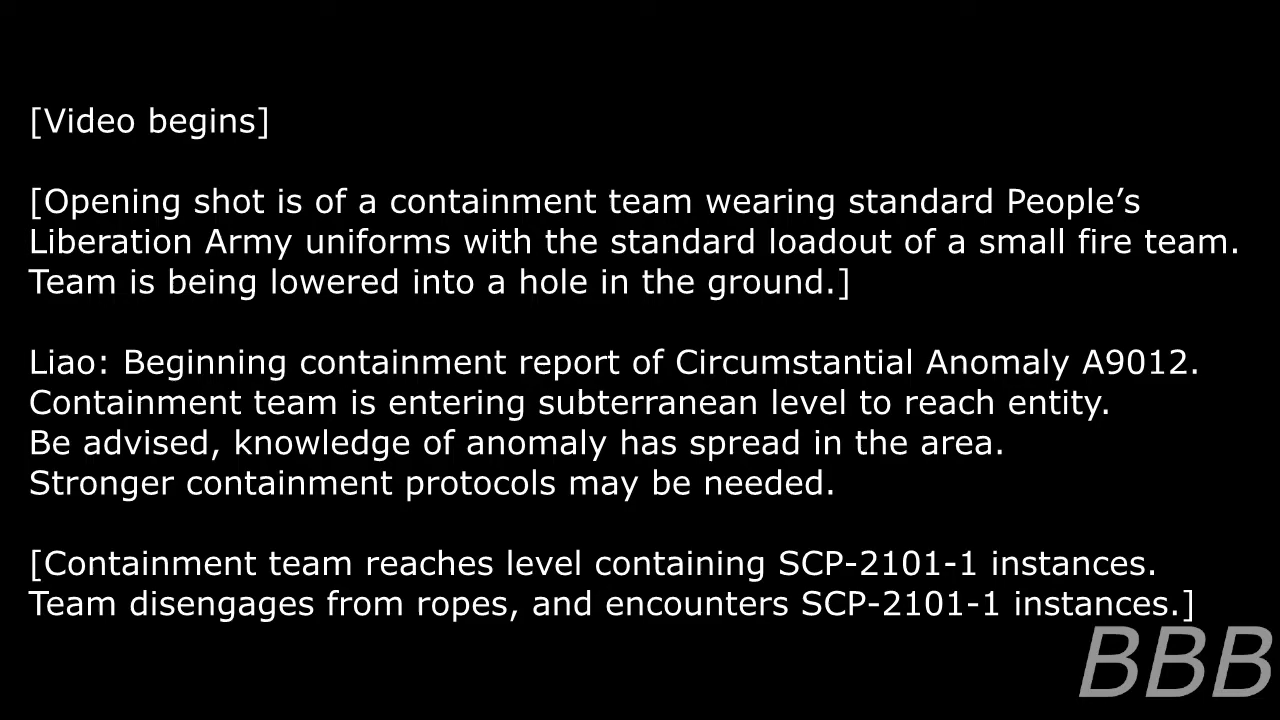 [Video begins]
[Opening shot is of a containment team wearing standard People’s
Liberation Army uniforms with the standard loadout of a small fire team.
Team is being lowered into a hole in the ground.]
Liao: Beginning containment report of Circumstantial Anomaly A9012.
Containment team is entering subterranean level to reach entity.
Be advised, knowledge of anomaly has spread in the area.
Stronger containment protocols may be needed.
[Containment team reaches level containing SCP-2101-1 instances.
Team disengages from ropes, and encounters SCP-2101-1 instances.]
BBB